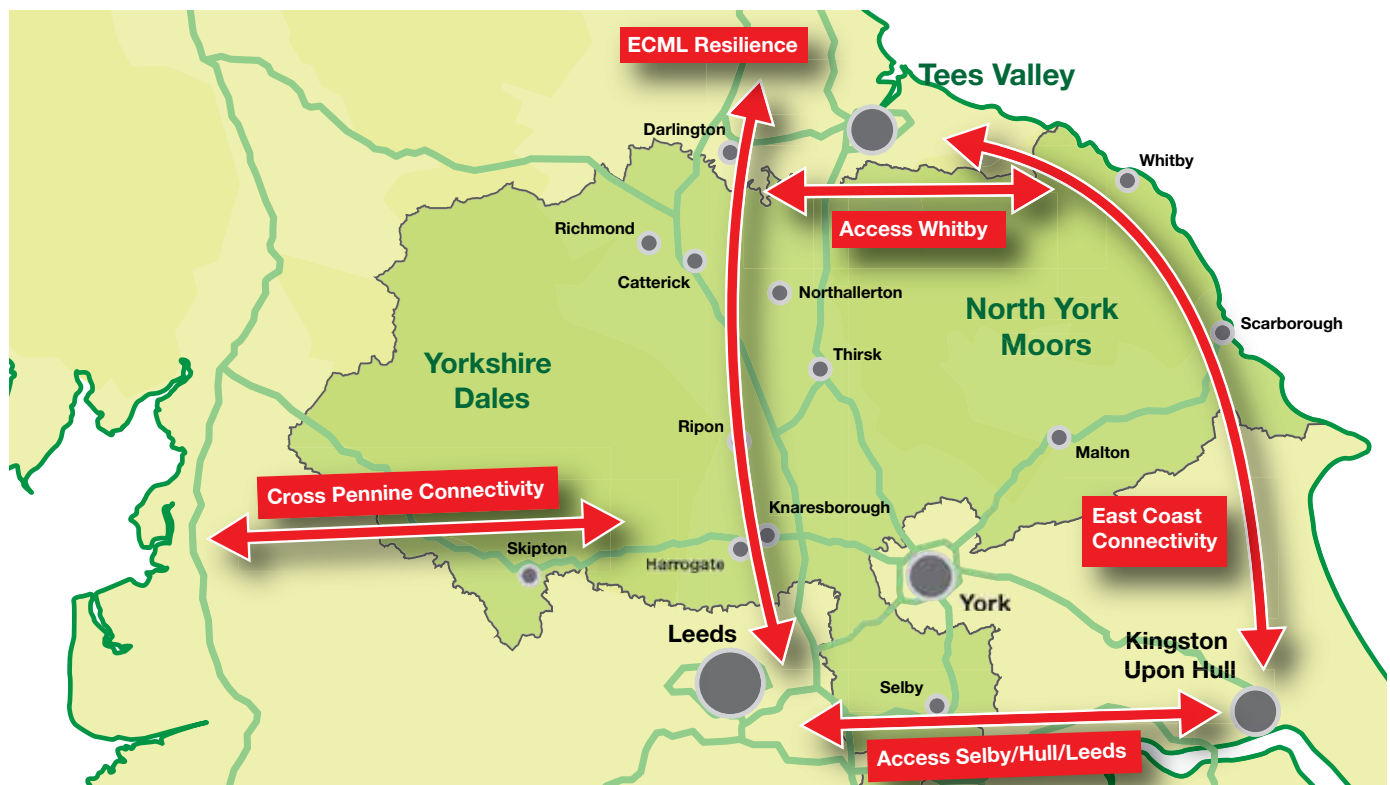 ECML Resilience
Tees Valley
Darlington
Whitby
Access Whitby
Richmond
Catterick
Northallerton
North York
Moors
Scarborough
Thirsk
Yorkshire
Dales
Ripon
Malton
Cross Pennine Connectivity
Knaresborough
East Coast
Connectivity
Skipton
Harrogate
York
Leeds
Kingston
Upon Hull
Selby
Access Selby/Hull/Leeds